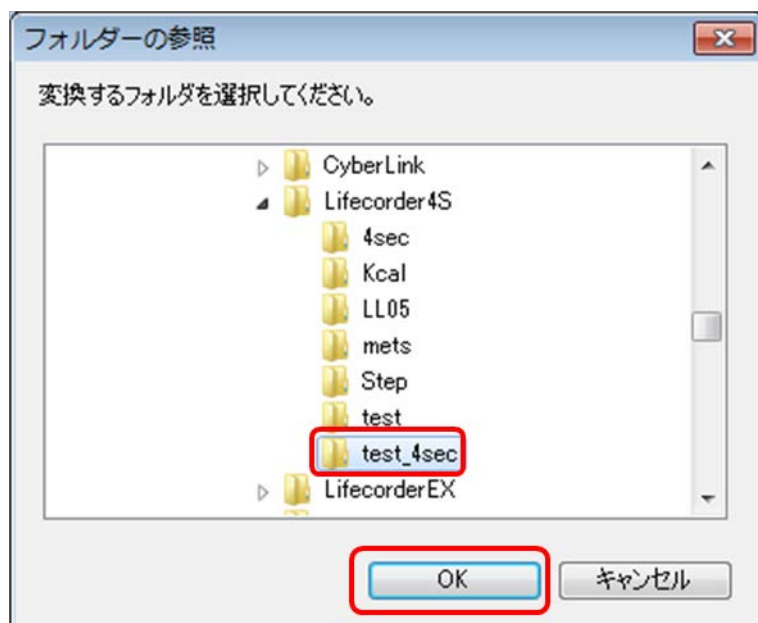 フォルダーの参照
変換するフォルダを選択してください。
CyberLink
Lifecorder4S
4sec
Kcal
LL05
mets
Step
test
test_4sec
LifecorderEX
OK キャンセル